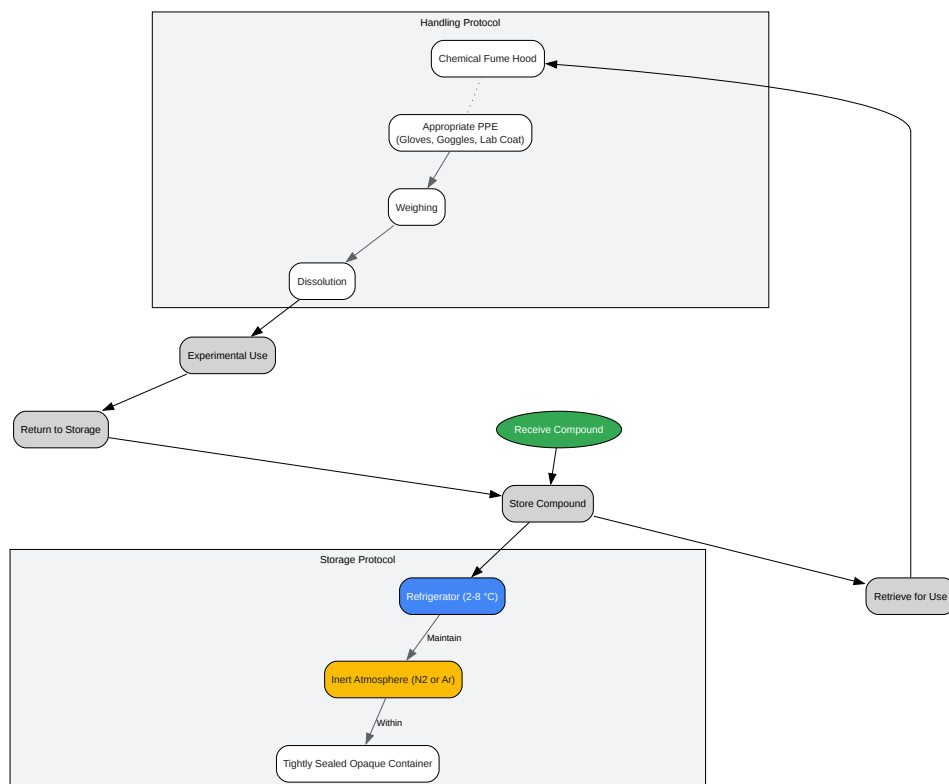 Handling Protocol
Chemical Fume Hood
Appropriate PPE
(Gloves, Goggles, Lab Coat)
Weighing
Dissolution
Experimental Use
Return to Storage
Receive Compound
Store Compound
Storage Protocol
Refrigerator (2-8 °C)
Retrieve for Use
Maintain
Inert Atmosphere (N2 or Ar)
Within
Tightly Sealed Opaque Container